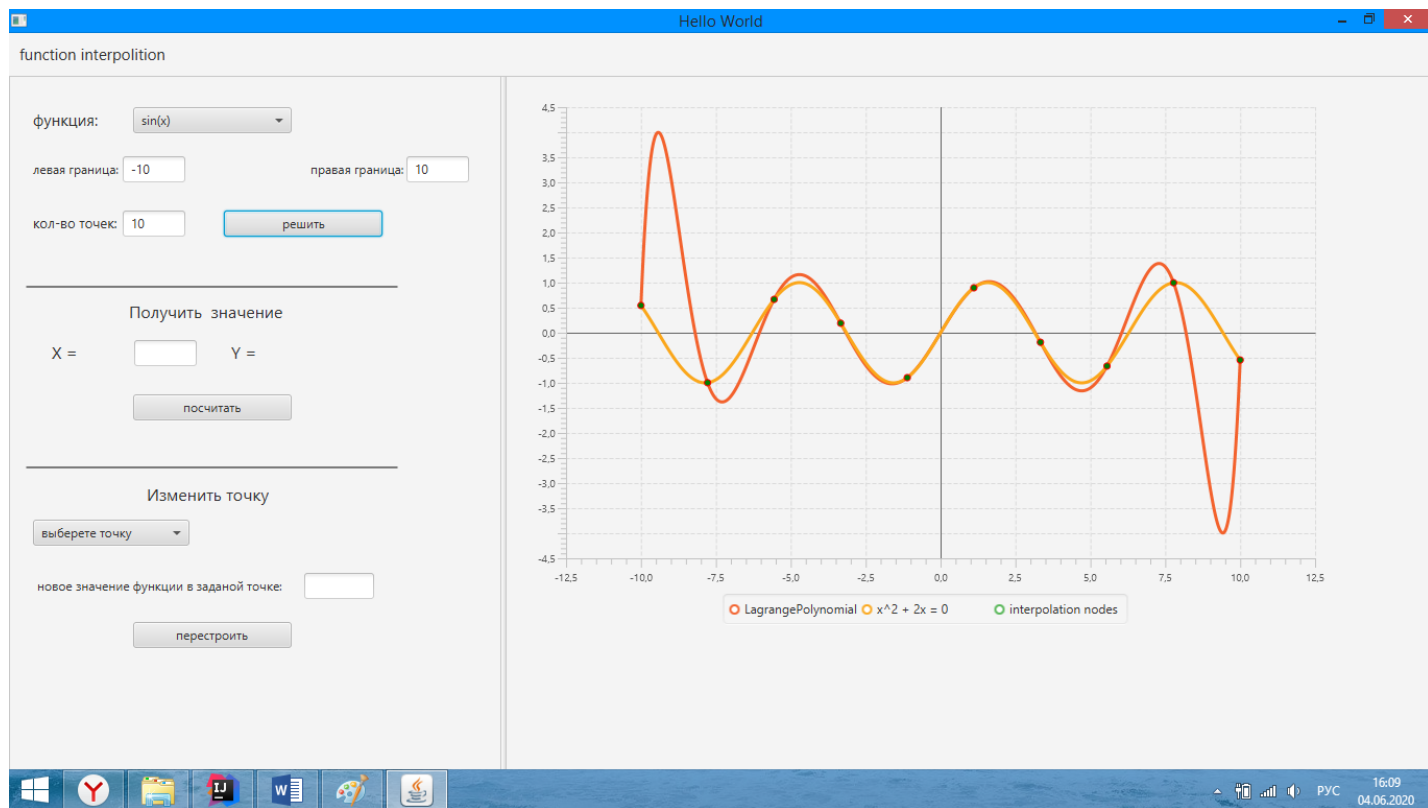 Hello World
function interpolition
функция: sin(x)
левая граница: -10 правая граница: 10
кол-во точек: 10 решить
Получить значение
X = Y =
посчитать
Изменить точку
выберете точку
новое значение функции в заданой точке:
перестроить
4,5
3,5
3,0
2,5
2,0
1,5
1,0
0,5
0,0
-0,5
-1,0
-1,5
-2,0
-2,5
-3,0
-3,5
-4,5
-12,5 -10,0 -7,5 -5,0 -2,5 0,0 2,5 5,0 7,5 10,0 12,5
LagrangePolynomial x^2 + 2x = 0 interpolation nodes
РУС
16:09
04.06.2020